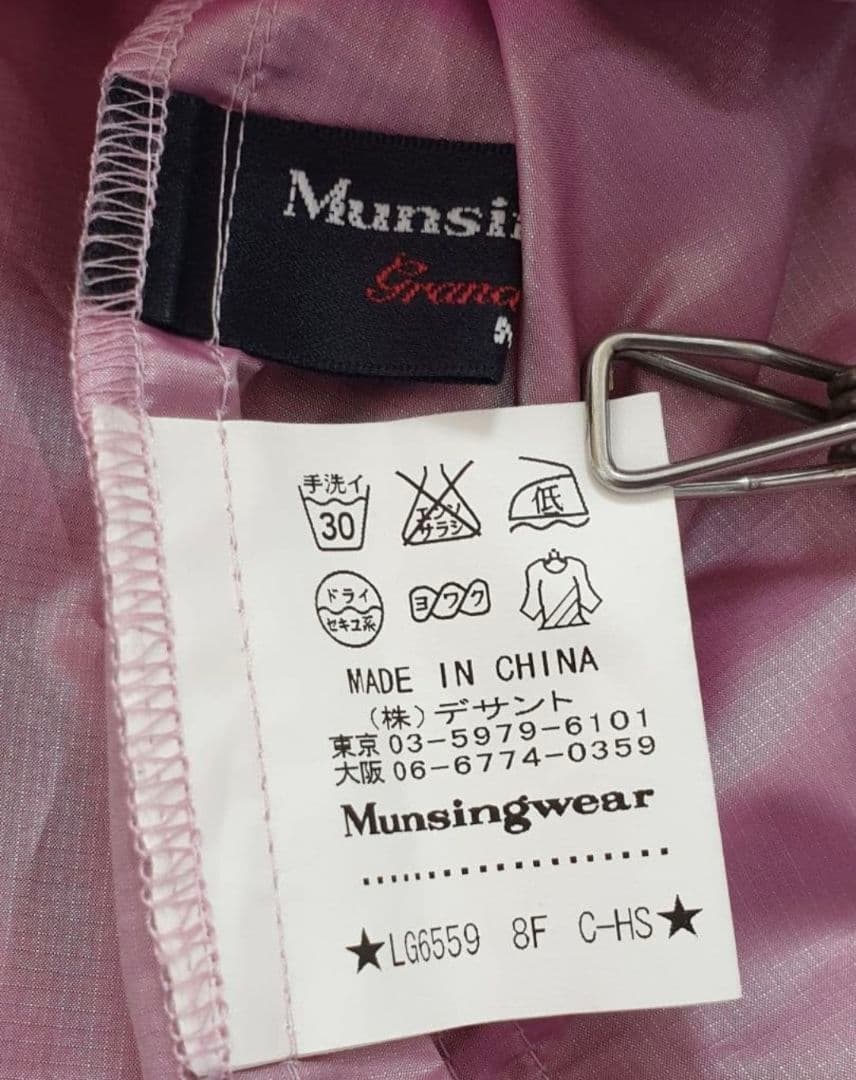 Munsin
Grand
手洗イ
30
エンソ
サラシ
低
ドライ
セキユ系
ヨワク
MADE IN CHINA
(株)デサント
東京 03-5979-6101
大阪 06-6774-0359
Munsingwear
★LG6559 8F C-HS★